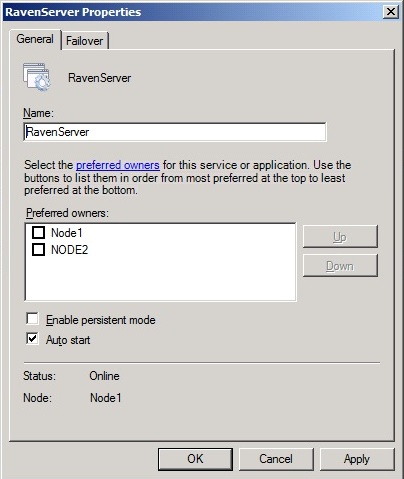 RavenServer Properties
General
Failover
RavenServer
Name:
RavenServer
Select the preferred owners for this service or application. Use the
buttons to list them in order from most preferred at the top to least
preferred at the bottom.
Preferred owners:
Node1
NODE2
Up
Down
Enable persistent mode
Auto start
Status: Online
Node: Node1
OK Cancel Apply